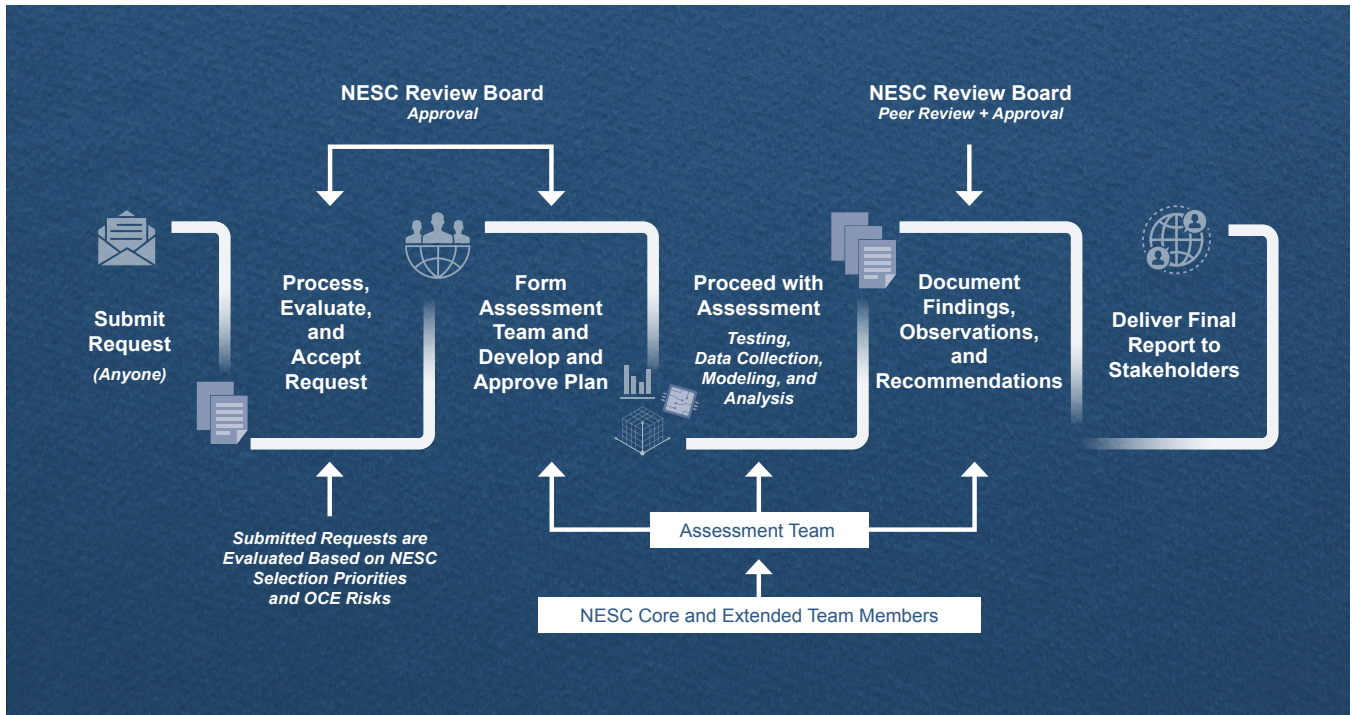 NESC Review Board
Approval
NESC Review Board
Peer Review + Approval
Submit
Request
(Anyone)
Process,
Evaluate,
and
Accept
Request
Form
Assessment
Team and
Develop and
Approve Plan
Proceed with
Assessment
Testing,
Data Collection,
Modeling, and
Analysis
Document
Findings,
Observations,
and
Recommendations
Deliver Final
Report to
Stakeholders
Submitted Requests are
Evaluated Based on NESC
Selection Priorities
and OCE Risks
Assessment Team
NESC Core and Extended Team Members